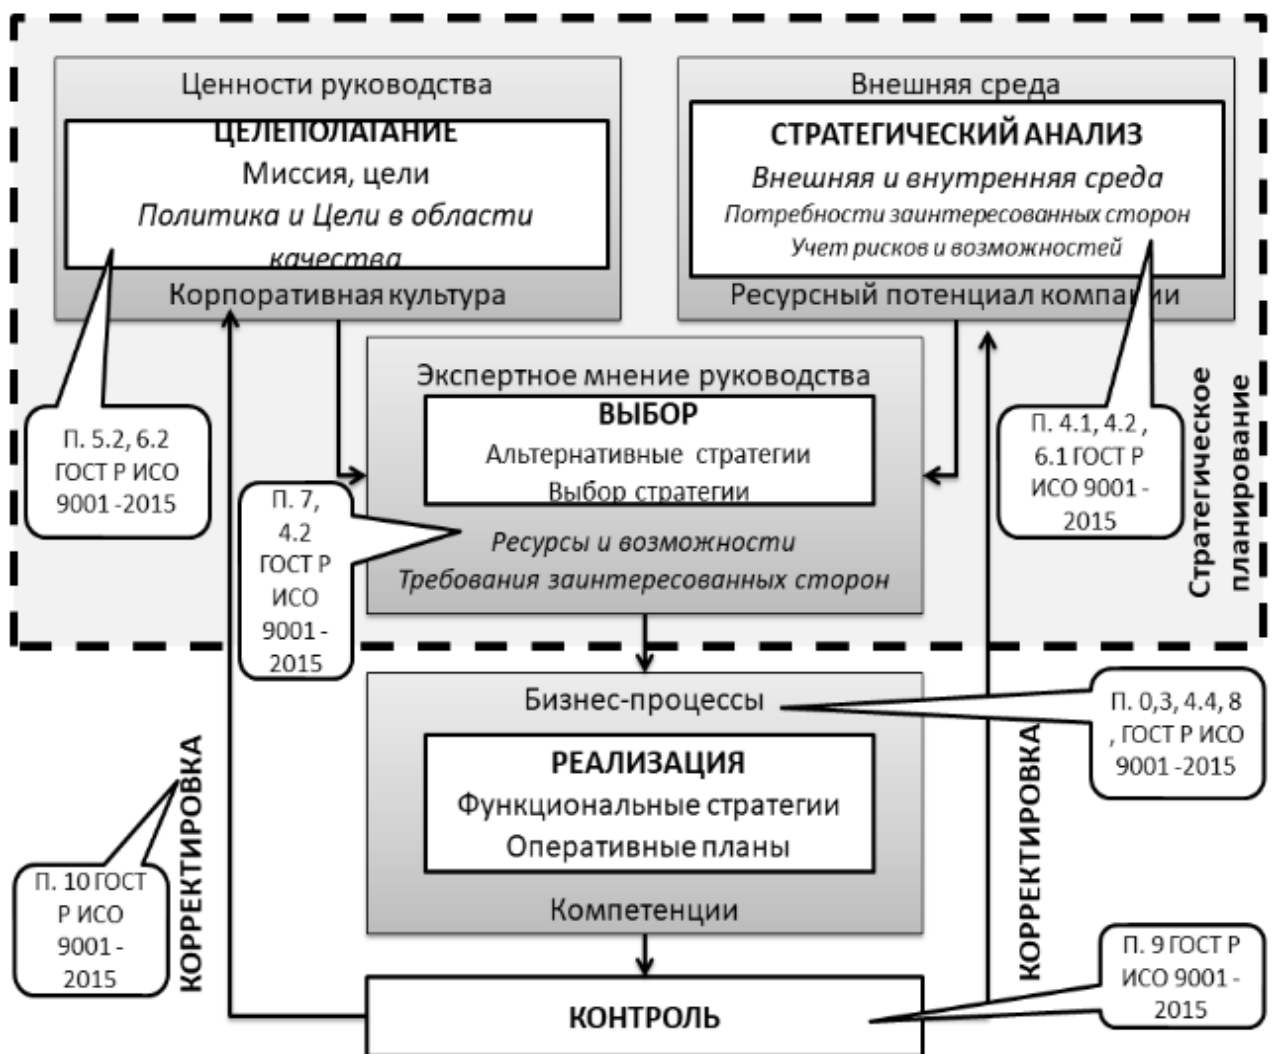 Ценности руководства
ЦЕЛЕПОЛАГАНИЕ
Миссия, цели
Политика и Цели в области
качества
Корпоративная культура
Внешняя среда
СТРАТЕГИЧЕСКИЙ АНАЛИЗ
Внешняя и внутренняя среда
Потребности заинтересованных сторон
Учет рисков и возможностей
Ресурсный потенциал компании
П. 5.2, 6.2
ГОСТ Р ИСО
9001 -2015
Экспертное мнение руководства
ВЫБОР
Альтернативные стратегии
Выбор стратегии
Ресурсы и возможности
Требования заинтересованных сторон
П. 4.1, 4.2 ,
6.1 ГОСТ Р
ИСО 9001 -
2015
Стратегическое
планирование
П. 7,
4.2
ГОСТ Р
ИСО
9001 -
2015
Бизнес-процессы
РЕАЛИЗАЦИЯ
Функциональные стратегии
Оперативные планы
Компетенции
П. 0,3, 4.4, 8
, ГОСТ Р ИСО
9001 -2015
КОРРЕКТИРОВКА
КОРРЕКТИРОВКА
П. 10 ГОСТ
Р ИСО
9001 -
2015
КОНТРОЛЬ
П. 9 ГОСТ Р
ИСО 9001 -
2015